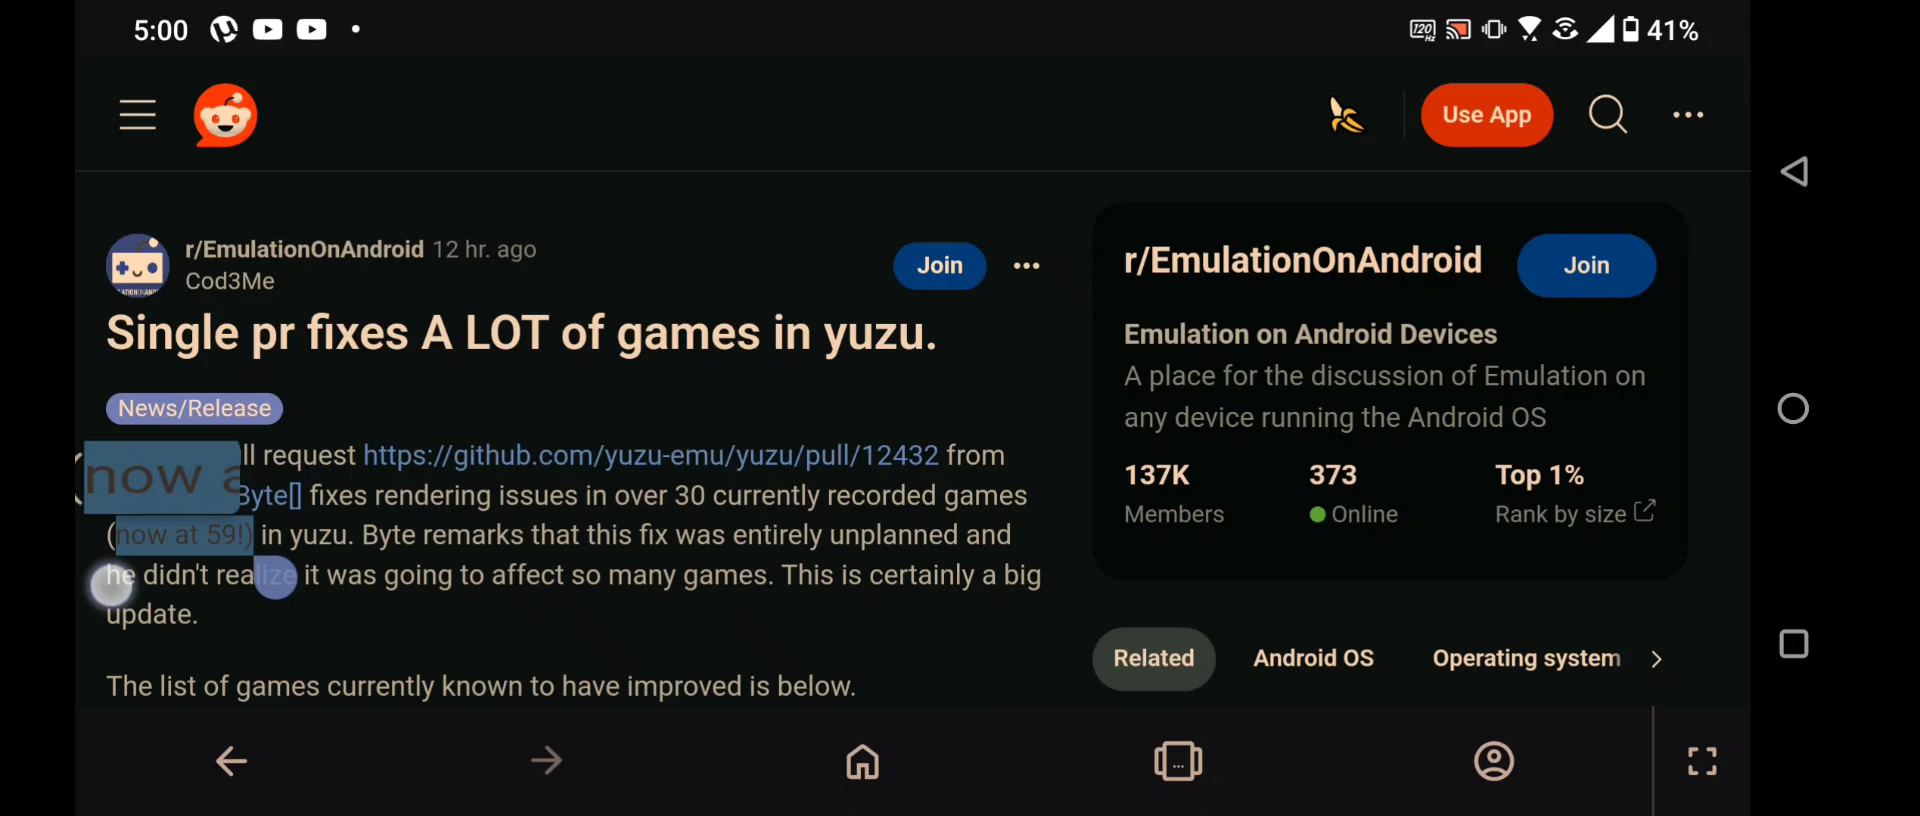 5:00
120 Hz
41%
Use App
r/EmulationOnAndroid 12 hr. ago
Cod3Me
Join
Single pr fixes A LOT of games in yuzu.
News/Release
ll request https://github.com/yuzu-emu/yuzu/pull/12432 from
Byte[] fixes rendering issues in over 30 currently recorded games
(now at 59!) in yuzu. Byte remarks that this fix was entirely unplanned and
he didn't realize it was going to affect so many games. This is certainly a big
update.
(now a
The list of games currently known to have improved is below.
r/EmulationOnAndroid
Join
Emulation on Android Devices
A place for the discussion of Emulation on
any device running the Android OS
137K 373 Top 1%
Members Online Rank by size
Related Android OS Operating system